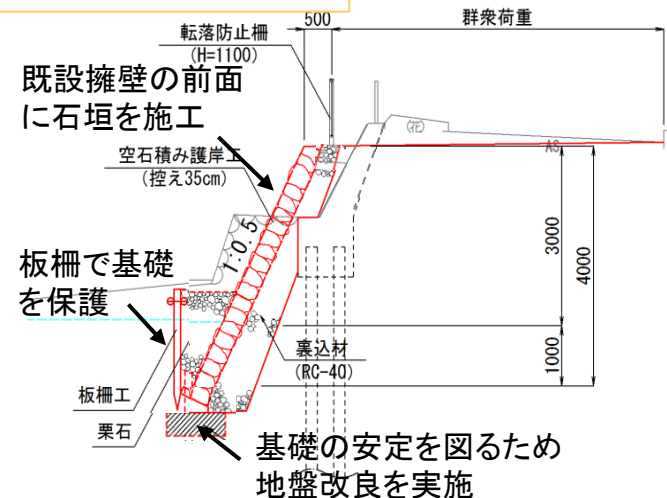 500
群衆荷重
転落防止柵
(H=1100)
既設擁壁の前面
に石垣を施工
(花)
AS
空石積み護岸工
(控え35cm)
1:0.5
3000
4000
板柵で基礎
を保護
1000
裏込材
(RC-40)
板柵工
栗石
基礎の安定を図るため
地盤改良を実施